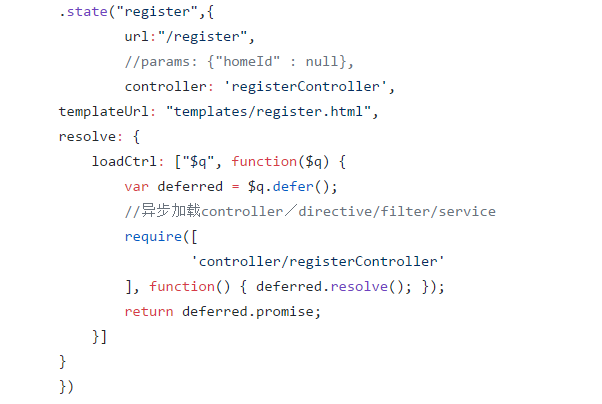 .state("register",{
url:"/register",
//params: {"homeId" : null},
controller: 'registerController',
templateUrl: "templates/register.html",
resolve: {
loadCtrl: ["$q", function($q) {
var deferred = $q.defer();
//异步加载controller／directive/filter/service
require([
'controller/registerController'
], function() { deferred.resolve(); });
return deferred.promise;
}]
}
})